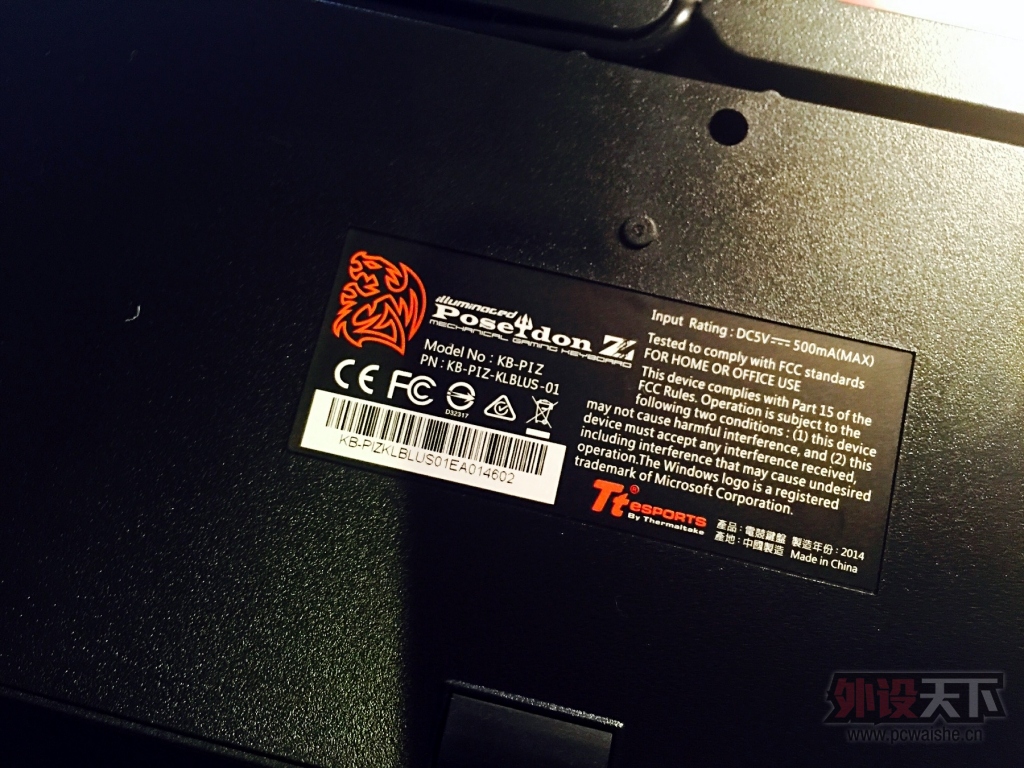 illuminated
Poseidon Z
MECHANICAL GAMING KEYBOARD
Model No : KB-PIZ
PN : KB-PIZ-KLBLUS-01
CE FC
D32317
KB-PIZKLBLUS01EA014602
Input Rating : DC5V 500mA(MAX)
Tested to comply with FCC standards
FOR HOME OR OFFICE USE
This device complies with Part 15 of the
FCC Rules. Operation is subject to the
following two conditions : (1) this device
may not cause harmful interference, and (2) this
device must accept any interference received,
including interference that may cause undesired
operation.The Windows logo is a registered
trademark of Microsoft Corporation.
Tt eSPORTS
By Thermaltake
產品 : 電競鍵盤 製造年份 : 2014
產地 : 中國製造 Made in China
外设天下
www.pcwaishe.cn